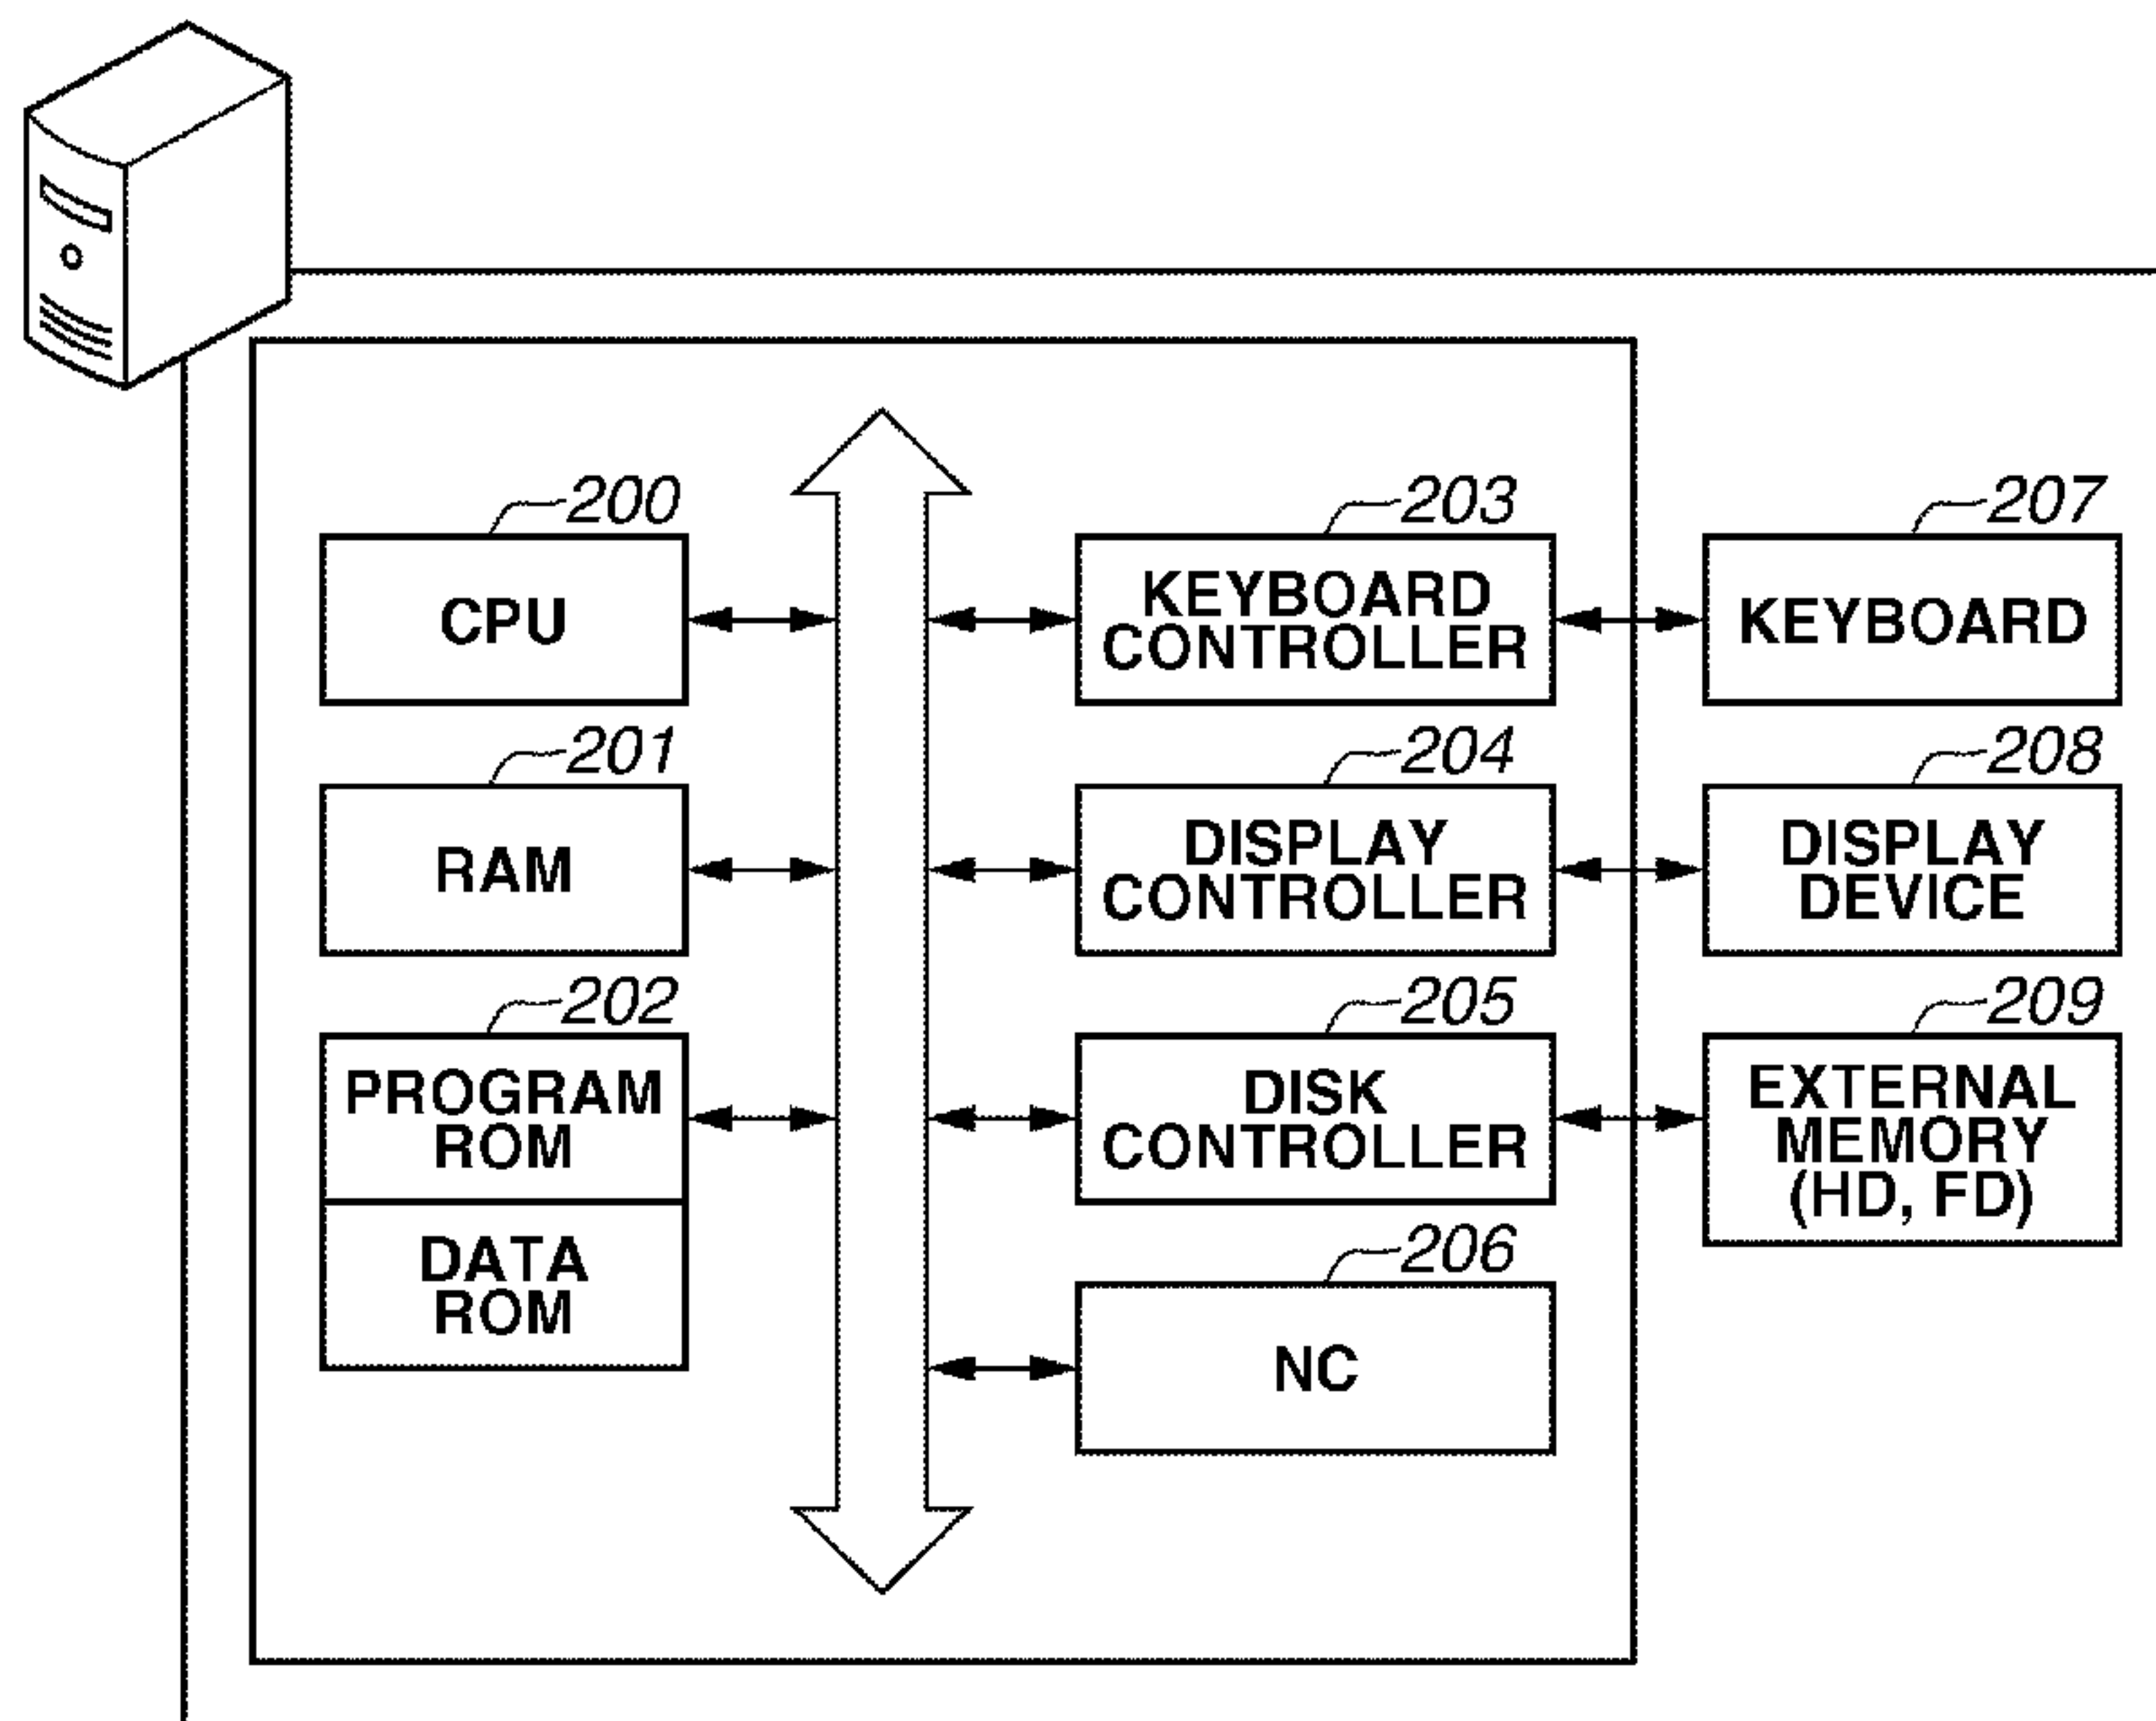 200
CPU
201
RAM
202
PROGRAM
ROM
DATA
ROM
203
KEYBOARD
CONTROLLER
204
DISPLAY
CONTROLLER
205
DISK
CONTROLLER
206
NC
207
KEYBOARD
208
DISPLAY
DEVICE
209
EXTERNAL
MEMORY
(HD, FD)